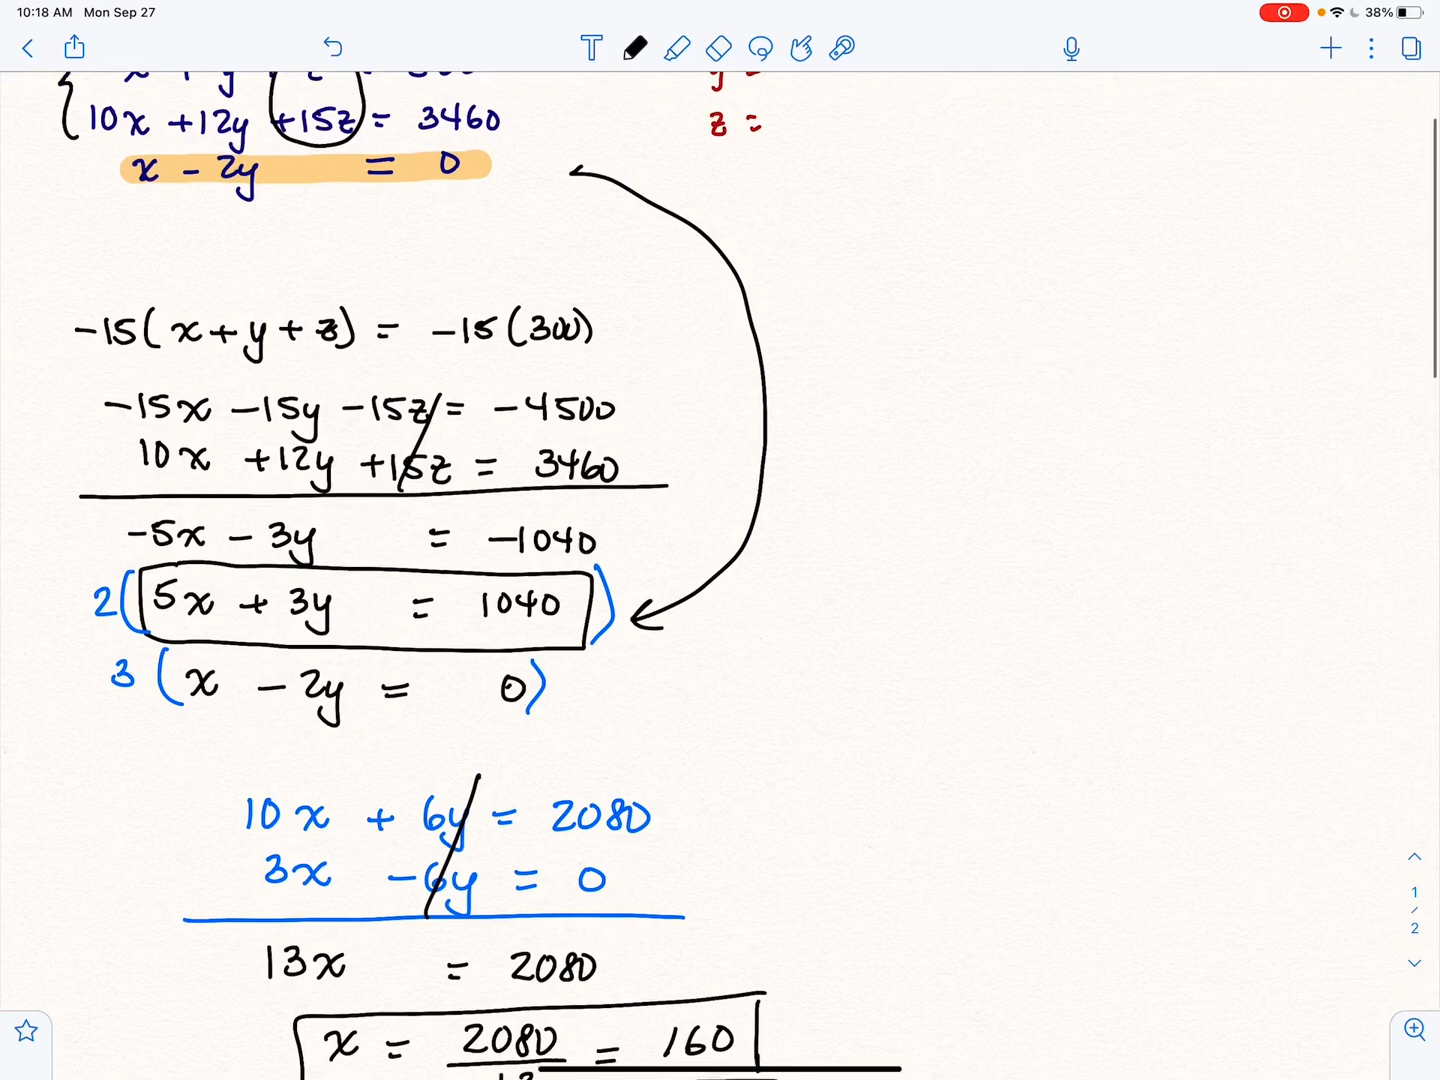 10:18 AM Mon Sep 27
38%
10x + 12y + 15z = 3460
z =
x - 2y = 0
-15(x + y + z) = -15(300)
-15x - 15y - 15z = -4500
10x + 12y + 15z = 3460
-5x - 3y = -1040
2(5x + 3y = 1040)
3(x - 2y = 0)
10x + 6y = 2080
3x - 6y = 0
1
/
2
13x = 2080
x = 2080 = 160